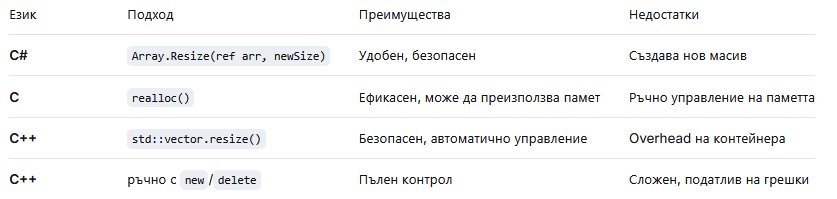 Език Подход Преимущества Недостатки
C# Array.Resize(ref arr, newSize) Удобен, безопасен Създава нов масив
C realloc() Ефикасен, може да преизползва памет Ръчно управление на паметта
C++ std::vector.resize() Безопасен, автоматично управление Overhead на контейнера
C++ ръчно с new / delete Пълен контрол Сложен, податлив на грешки